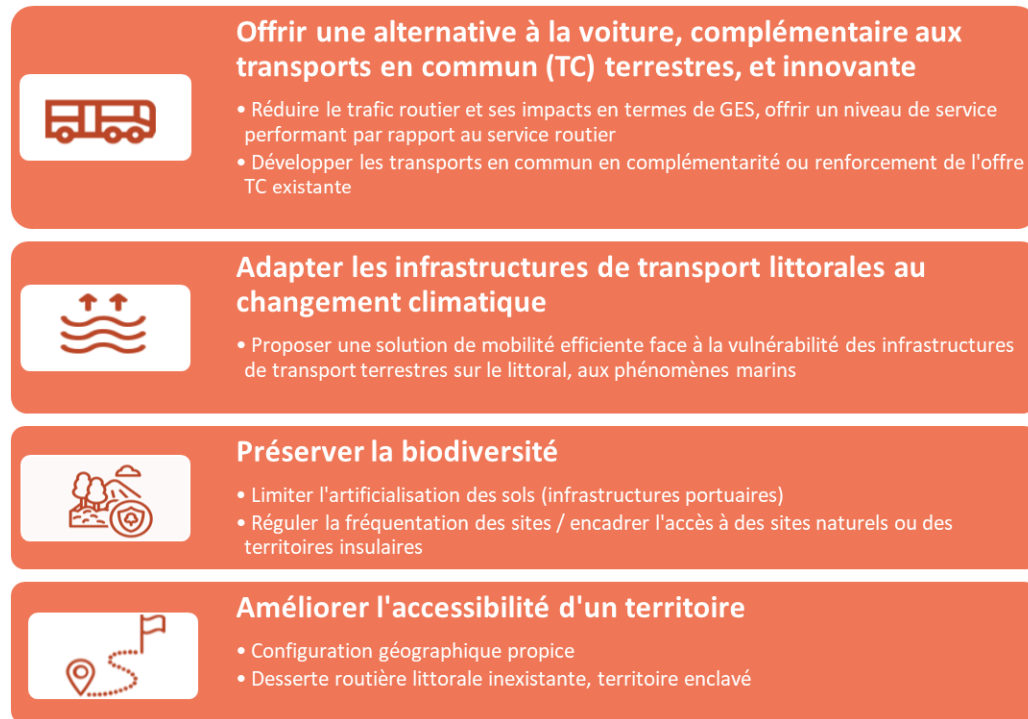 Offrir une alternative à la voiture, complémentaire aux
transports en commun (TC) terrestres, et innovante
• Réduire le trafic routier et ses impacts en termes de GES, offrir un niveau de service
performant par rapport au service routier
• Développer les transports en commun en complémentarité ou renforcement de l'offre
TC existante
Adapter les infrastructures de transport littorales au
changement climatique
• Proposer une solution de mobilité efficiente face à la vulnérabilité des infrastructures
de transport terrestres sur le littoral, aux phénomènes marins
Préserver la biodiversité
• Limiter l'artificialisation des sols (infrastructures portuaires)
• Réguler la fréquentation des sites / encadrer l'accès à des sites naturels ou des
territoires insulaires
Améliorer l'accessibilité d'un territoire
• Configuration géographique propice
• Desserte routière littorale inexistante, territoire enclavé